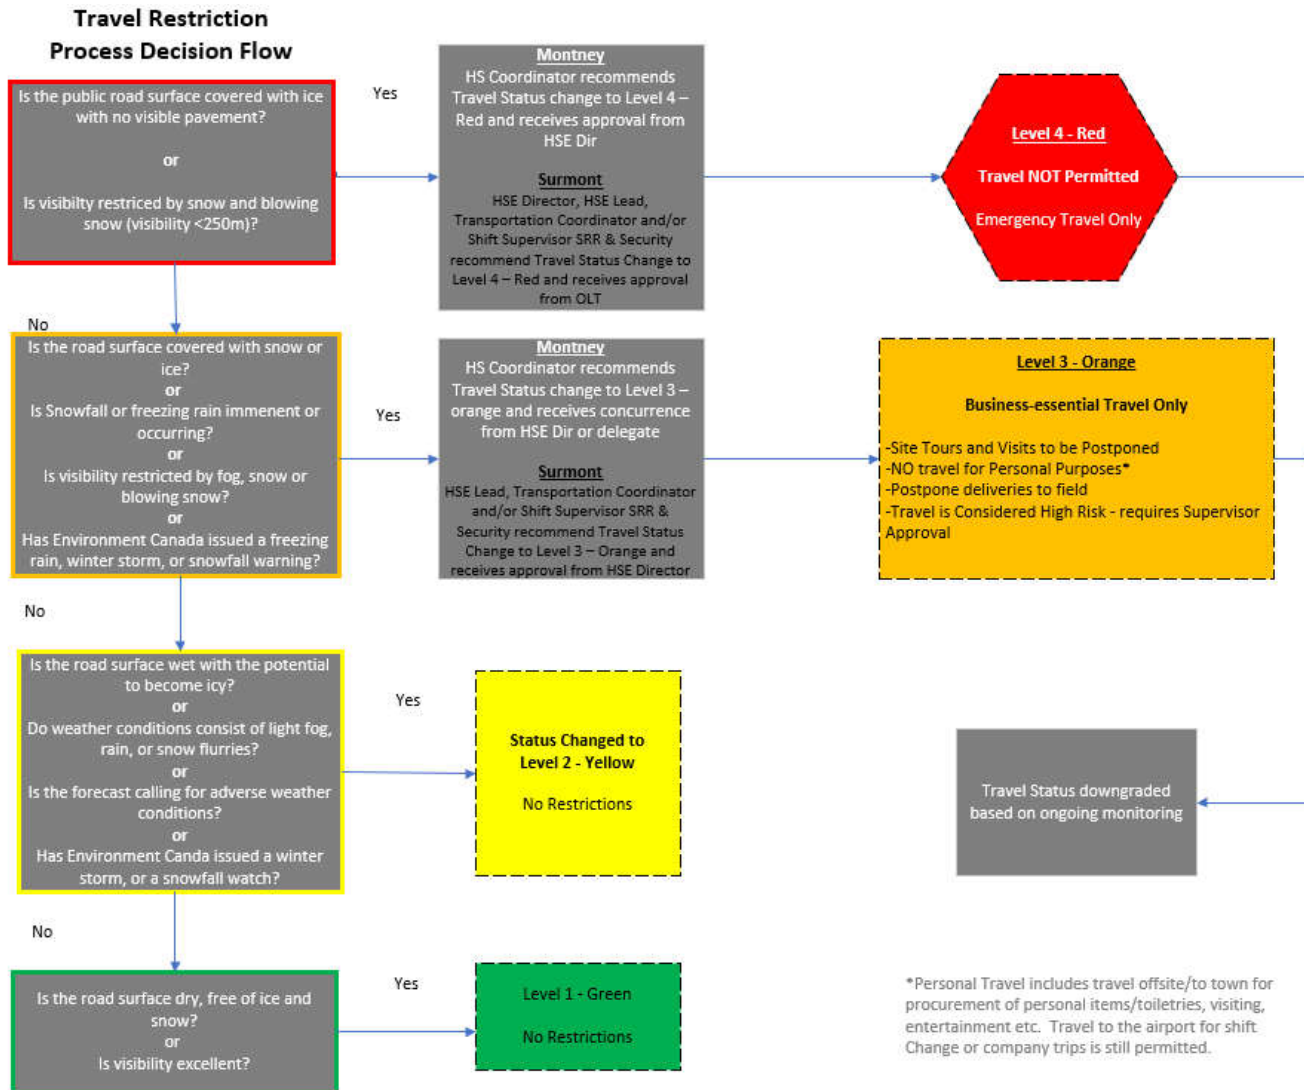 Travel Restriction
Process Decision Flow
Is the public road surface covered with ice
with no visible pavement?
or
Is visibilty restriced by snow and blowing
snow (visibility <250m)?
Yes
Montney
HS Coordinator recommends
Travel Status change to Level 4 –
Red and receives approval from
HSE Dir
Surmont
HSE Director, HSE Lead,
Transportation Coordinator and/or
Shift Supervisor SRR & Security
recommend Travel Status Change to
Level 4 – Red and receives approval
from OLT
Level 4 - Red
Travel NOT Permitted
Emergency Travel Only
No
Is the road surface covered with snow or
ice?
or
Is Snowfall or freezing rain immenent or
occurring?
or
Is visibility restricted by fog, snow or
blowing snow?
or
Has Environment Canada issued a freezing
rain, winter storm, or snowfall warning?
Yes
Montney
HS Coordinator recommends
Travel Status change to Level 3 –
orange and receives concurrence
from HSE Dir or delegate
Surmont
HSE Lead, Transportation Coordinator
and/or Shift Supervisor SRR &
Security recommend Travel Status
Change to Level 3 – Orange and
receives approval from HSE Director
Level 3 - Orange
Business-essential Travel Only
-Site Tours and Visits to be Postponed
-NO travel for Personal Purposes*
-Postpone deliveries to field
-Travel is Considered High Risk - requires Supervisor
Approval
No
Is the road surface wet with the potential
to become icy?
or
Do weather conditions consist of light fog,
rain, or snow flurries?
or
Is the forecast calling for adverse weather
conditions?
or
Has Environment Canda issued a winter
storm, or a snowfall watch?
Yes
Status Changed to
Level 2 - Yellow
No Restrictions
Travel Status downgraded
based on ongoing monitoring
No
Is the road surface dry, free of ice and
snow?
or
Is visibility excellent?
Yes
Level 1 - Green
No Restrictions
*Personal Travel includes travel offsite/to town for
procurement of personal items/toiletries, visiting,
entertainment etc. Travel to the airport for shift
Change or company trips is still permitted.